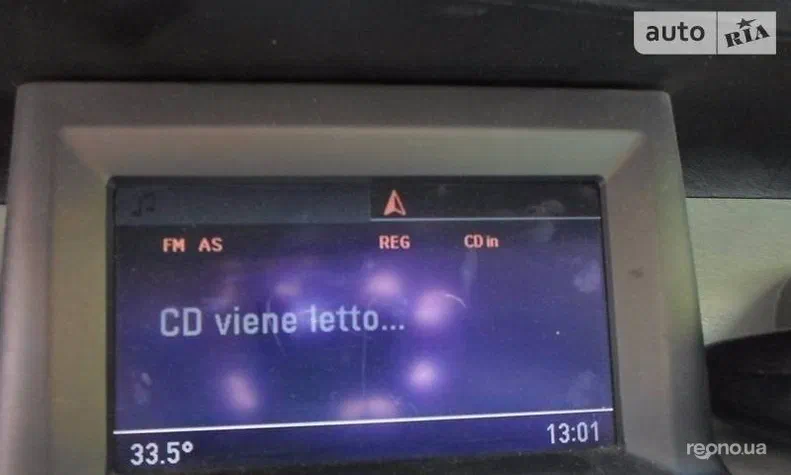 auto RIA
FM AS REG CD in
CD viene letto...
33.5° 13:01
reono.ua